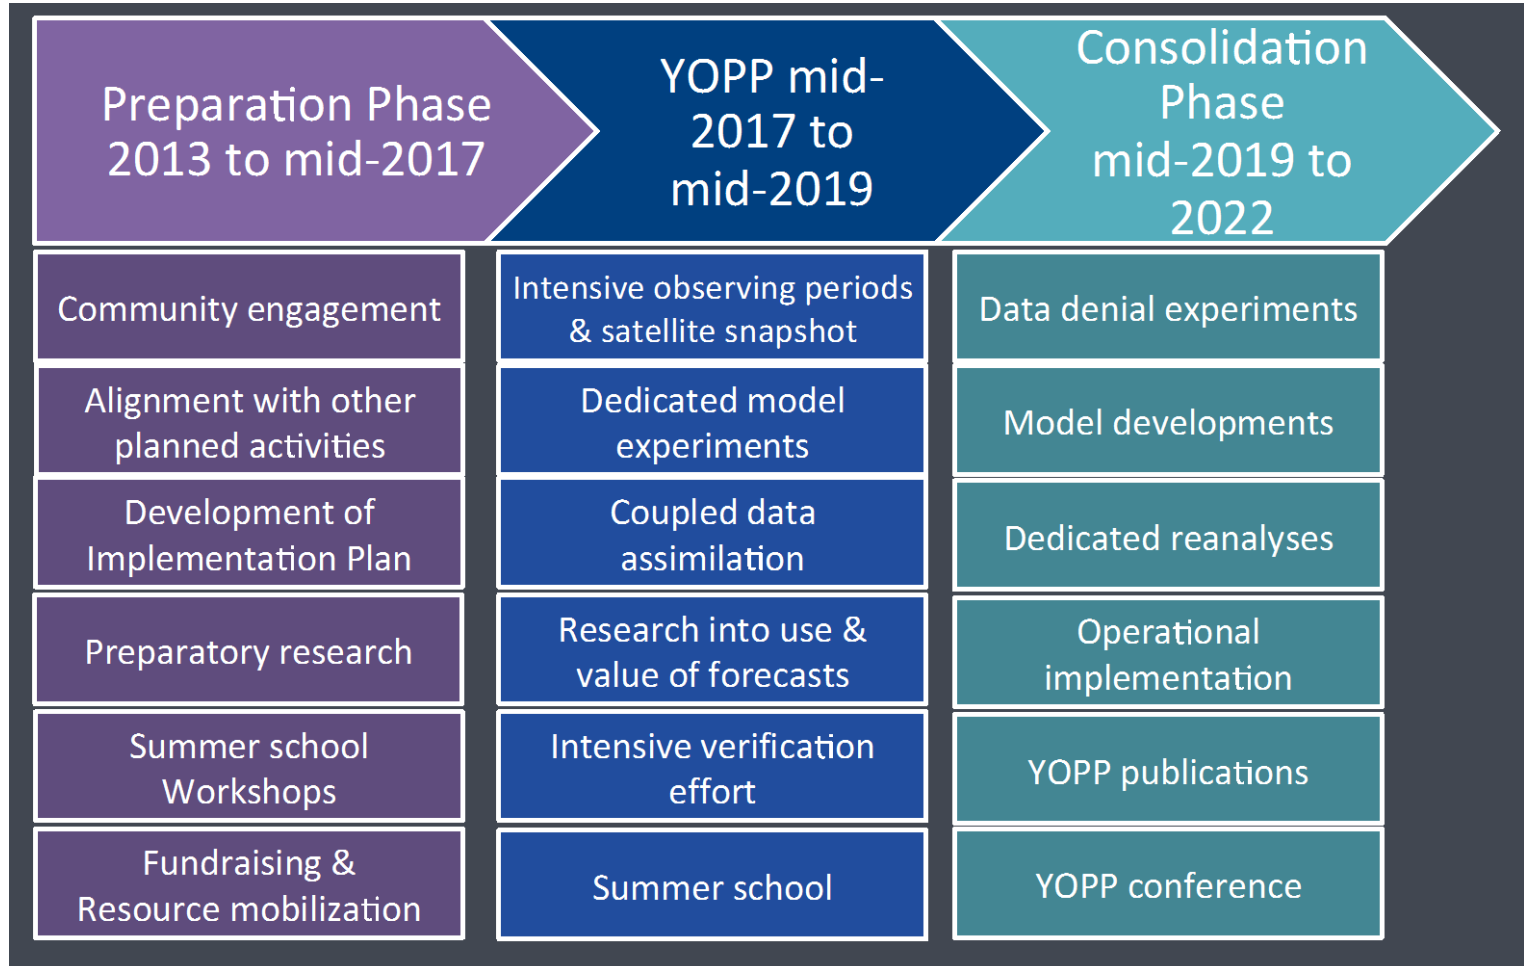 Preparation Phase
2013 to mid-2017
YOPP mid-
2017 to
mid-2019
Consolidation
Phase
mid-2019 to
2022
Community engagement
Alignment with other
planned activities
Development of
Implementation Plan
Preparatory research
Summer school
Workshops
Fundraising &
Resource mobilization
Intensive observing periods
& satellite snapshot
Dedicated model
experiments
Coupled data
assimilation
Research into use &
value of forecasts
Intensive verification
effort
Summer school
Data denial experiments
Model developments
Dedicated reanalyses
Operational
implementation
YOPP publications
YOPP conference